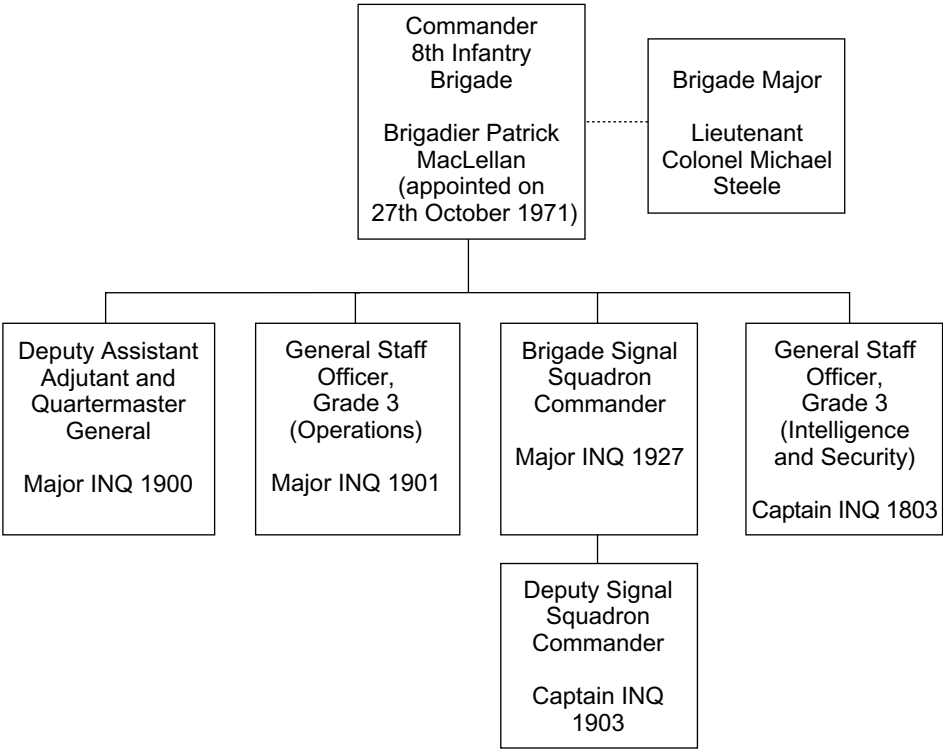 Commander
8th Infantry
Brigade
Brigadier Patrick
MacLellan
(appointed on
27th October 1971)
Brigade Major
Lieutenant
Colonel Michael
Steele
Deputy Assistant
Adjutant and
Quartermaster
General
Major INQ 1900
General Staff
Officer,
Grade 3
(Operations)
Major INQ 1901
Brigade Signal
Squadron
Commander
Major INQ 1927
General Staff
Officer,
Grade 3
(Intelligence
and Security)
Captain INQ 1803
Deputy Signal
Squadron
Commander
Captain INQ
1903